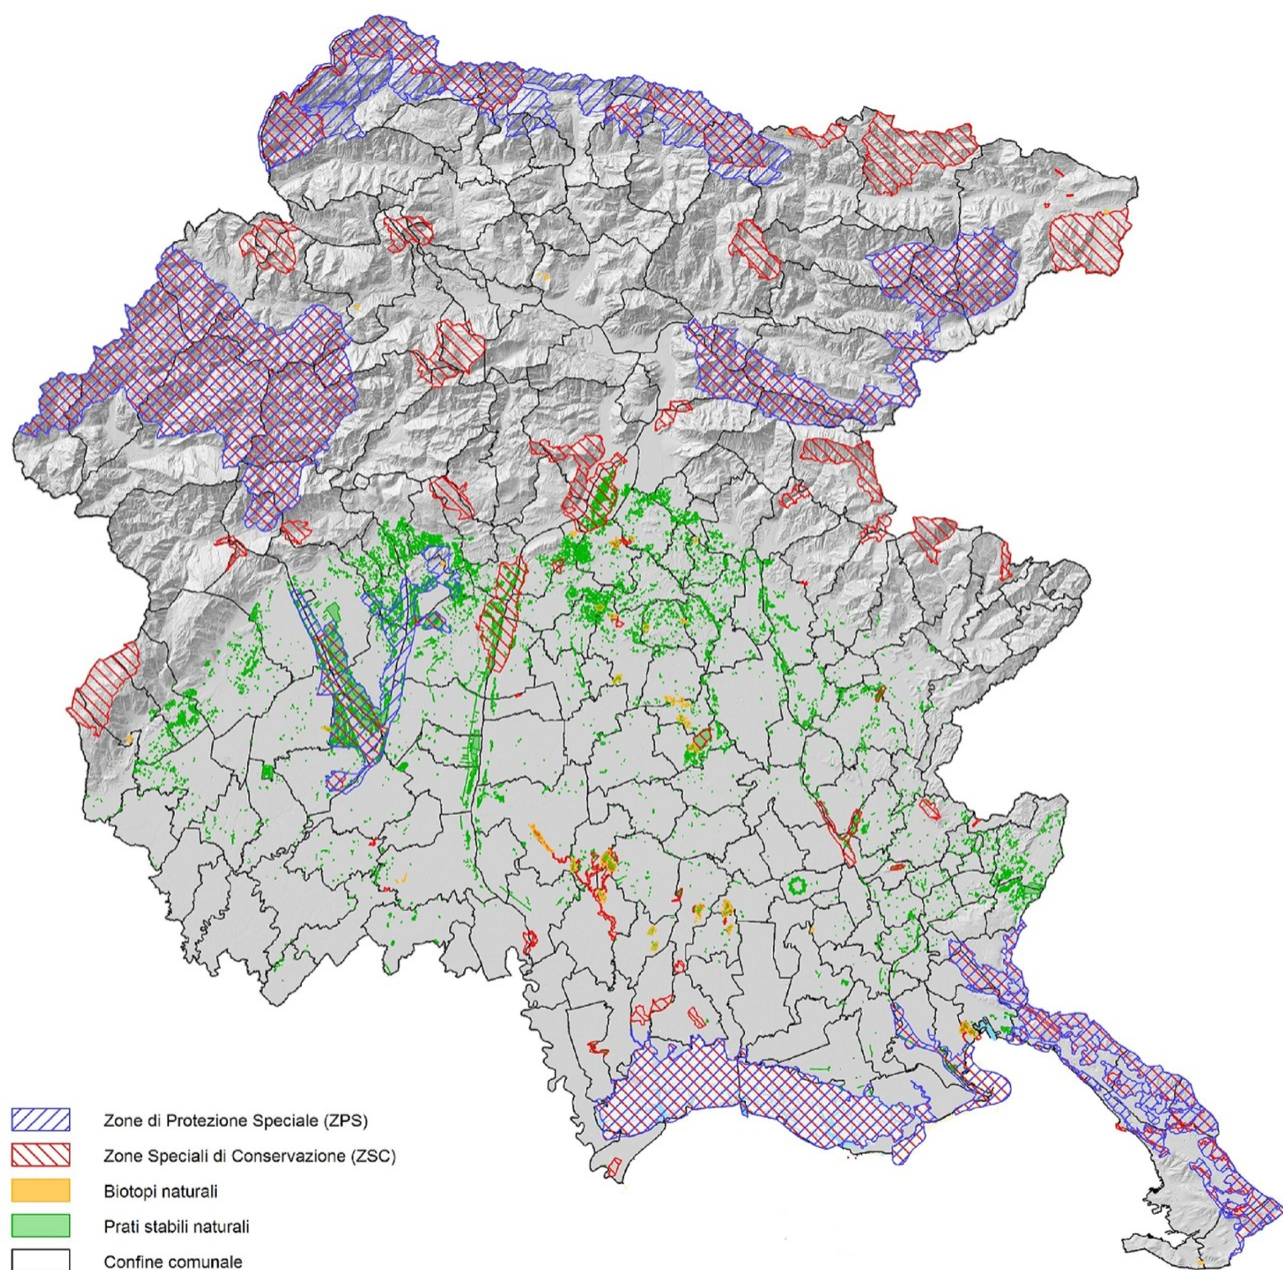 Zone di Protezione Speciale (ZPS)
Zone Speciali di Conservazione (ZSC)
Biotopi naturali
Prati stabili naturali
Confine comunale